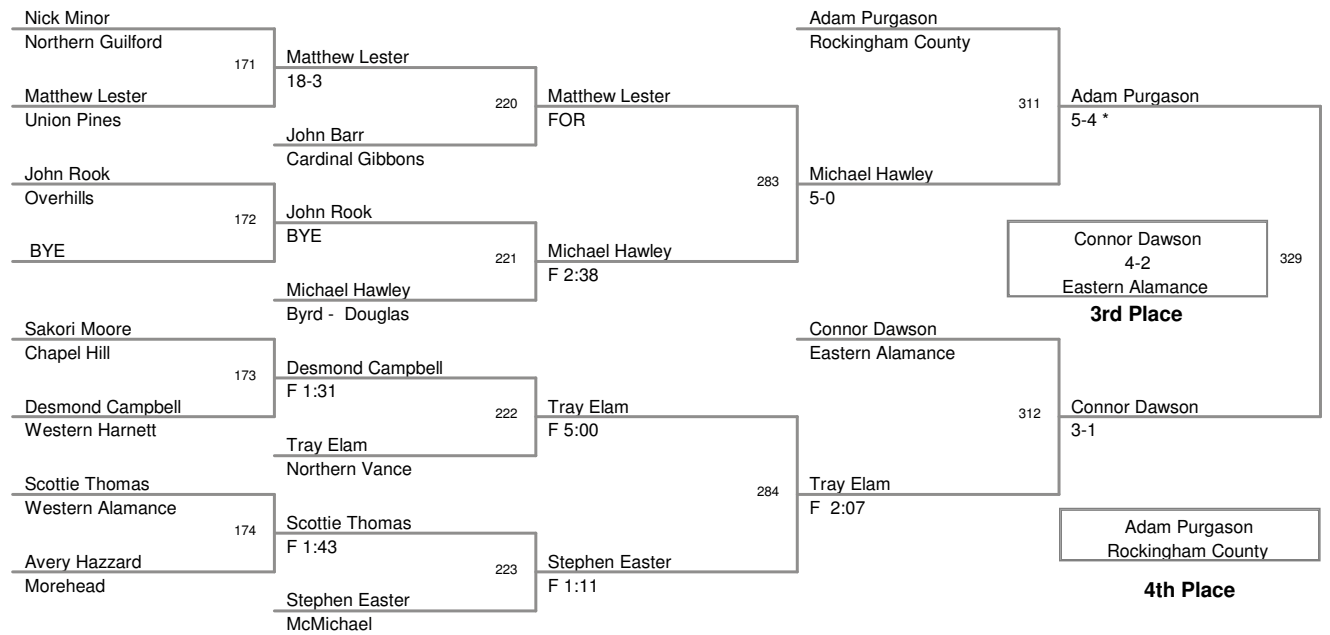 Nick Minor
Northern Guilford
171
Matthew Lester
Union Pines
John Rook
Overhills
172
BYE
Sakori Moore
Chapel Hill
173
Desmond Campbell
Western Harnett
Scottie Thomas
Western Alamance
174
Avery Hazzard
Morehead
Matthew Lester
18-3
220
John Barr
Cardinal Gibbons
John Rook
BYE
221
Michael Hawley
Byrd - Douglas
Desmond Campbell
F 1:31
222
Tray Elam
Northern Vance
Scottie Thomas
F 1:43
223
Stephen Easter
McMichael
Matthew Lester
FOR
283
Michael Hawley
F 2:38
Tray Elam
F 5:00
284
Stephen Easter
F 1:11
Adam Purgason
Rockingham County
311
Michael Hawley
5-0
Connor Dawson
Eastern Alamance
312
Tray Elam
F 2:07
Adam Purgason
5-4 *
Connor Dawson
4-2
Eastern Alamance
329
3rd Place
Connor Dawson
3-1
Adam Purgason
Rockingham County
4th Place